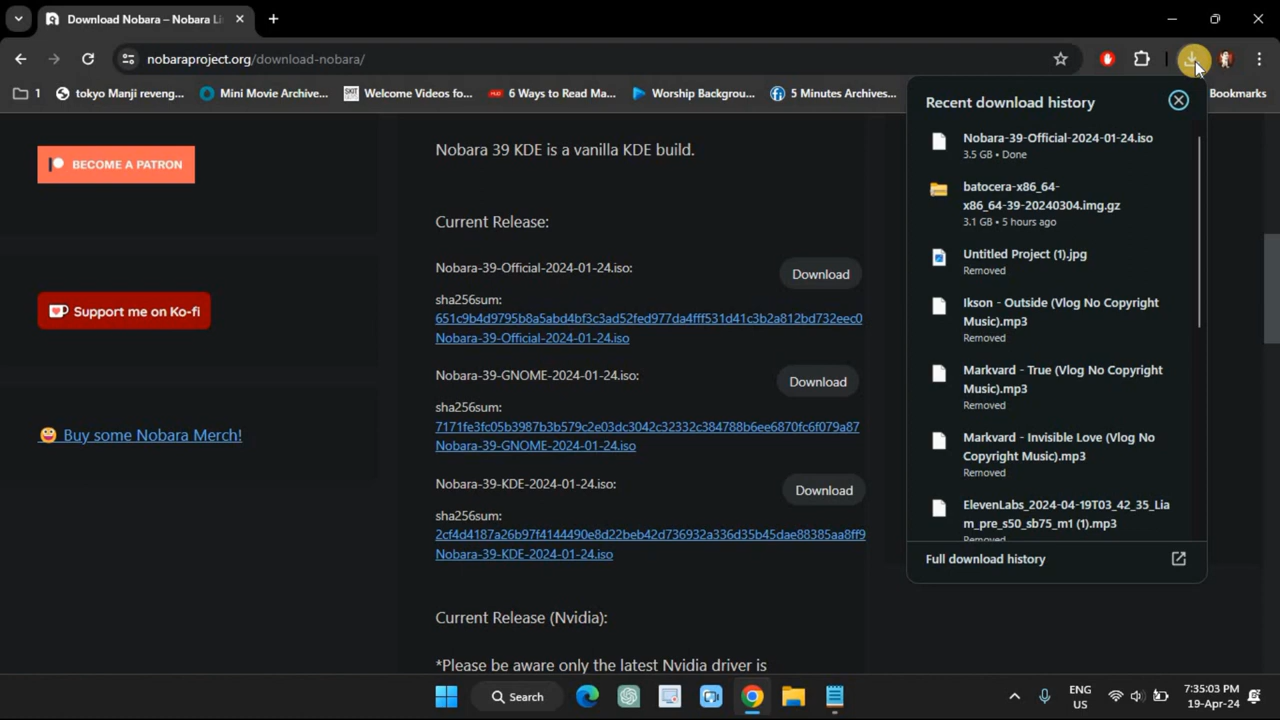 Download Nobara – Nobara Li
nobaraproject.org/download-nobara/
1
tokyo Manji reveng...
Mini Movie Archive...
SKIT
Welcome Videos fo...
6 Ways to Read Ma...
Worship Backgrou...
5 Minutes Archives...
Bookmarks
BECOME A PATRON
Support me on Ko-fi
Buy some Nobara Merch!
Nobara 39 KDE is a vanilla KDE build.
Current Release:
Nobara-39-Official-2024-01-24.iso:
Download
sha256sum:
651c9b4d9795b8a5abd4bf3c3ad52fed977da4fff531d41c3b2a812bd732eec0
Nobara-39-Official-2024-01-24.iso
Nobara-39-GNOME-2024-01-24.iso:
Download
sha256sum:
7171fe3fc05b3987b3b579c2e03dc3042c32332c384788b6ee6870fc6f079a87
Nobara-39-GNOME-2024-01-24.iso
Nobara-39-KDE-2024-01-24.iso:
Download
sha256sum:
2cf4d4187a26b97f4144490e8d22beb42d736932a336d35b45dae88385aa8ff9
Nobara-39-KDE-2024-01-24.iso
Current Release (Nvidia):
*Please be aware only the latest Nvidia driver is
Recent download history
Nobara-39-Official-2024-01-24.iso
3.5 GB • Done
batocera-x86_64-
x86_64-39-20240304.img.gz
3.1 GB • 5 hours ago
Untitled Project (1).jpg
Removed
Ikson - Outside (Vlog No Copyright
Music).mp3
Removed
Markvard - True (Vlog No Copyright
Music).mp3
Removed
Markvard - Invisible Love (Vlog No
Copyright Music).mp3
Removed
ElevenLabs_2024-04-19T03_42_35_Lia
m_pre_s50_sb75_m1 (1).mp3
Removed
Full download history
Search
ENG
US
7:35:03 PM
19-Apr-24